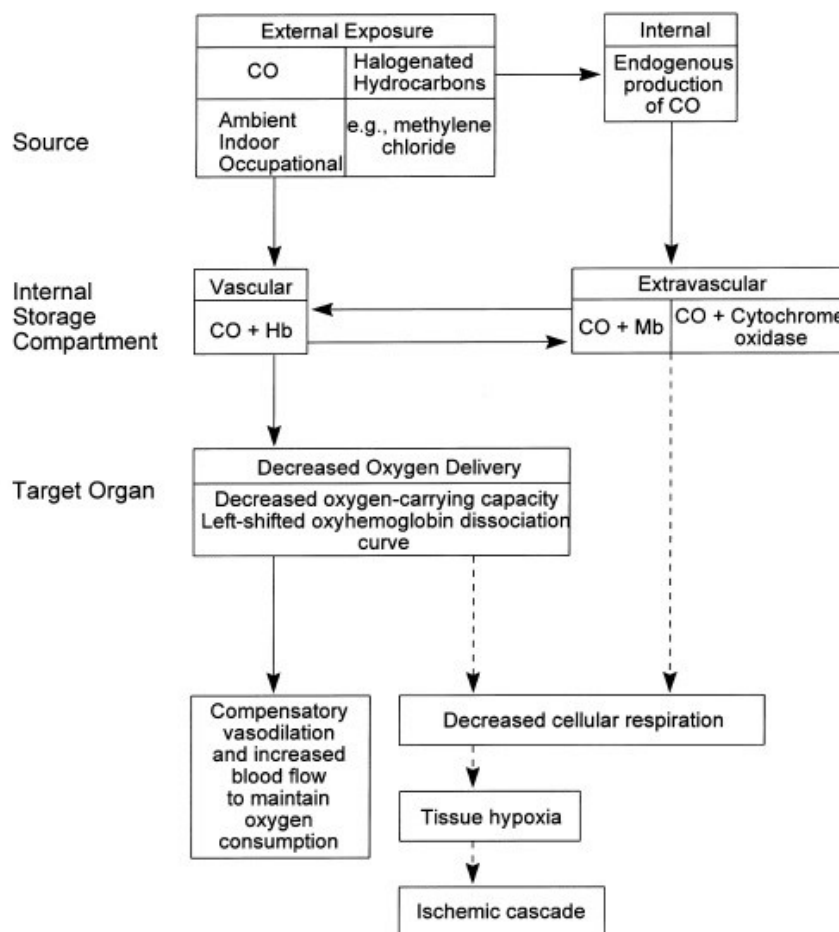 External Exposure
CO
Halogenated
Hydrocarbons
Ambient
Indoor
Occupational
e.g., methylene
chloride
Internal
Endogenous
production
of CO
Source
Internal
Storage
Compartment
Vascular
CO + Hb
Extravascular
CO + Mb
CO + Cytochrome
oxidase
Target Organ
Decreased Oxygen Delivery
Decreased oxygen-carrying capacity
Left-shifted oxyhemoglobin dissociation
curve
Compensatory
vasodilation
and increased
blood flow
to maintain
oxygen
consumption
Decreased cellular respiration
Tissue hypoxia
Ischemic cascade